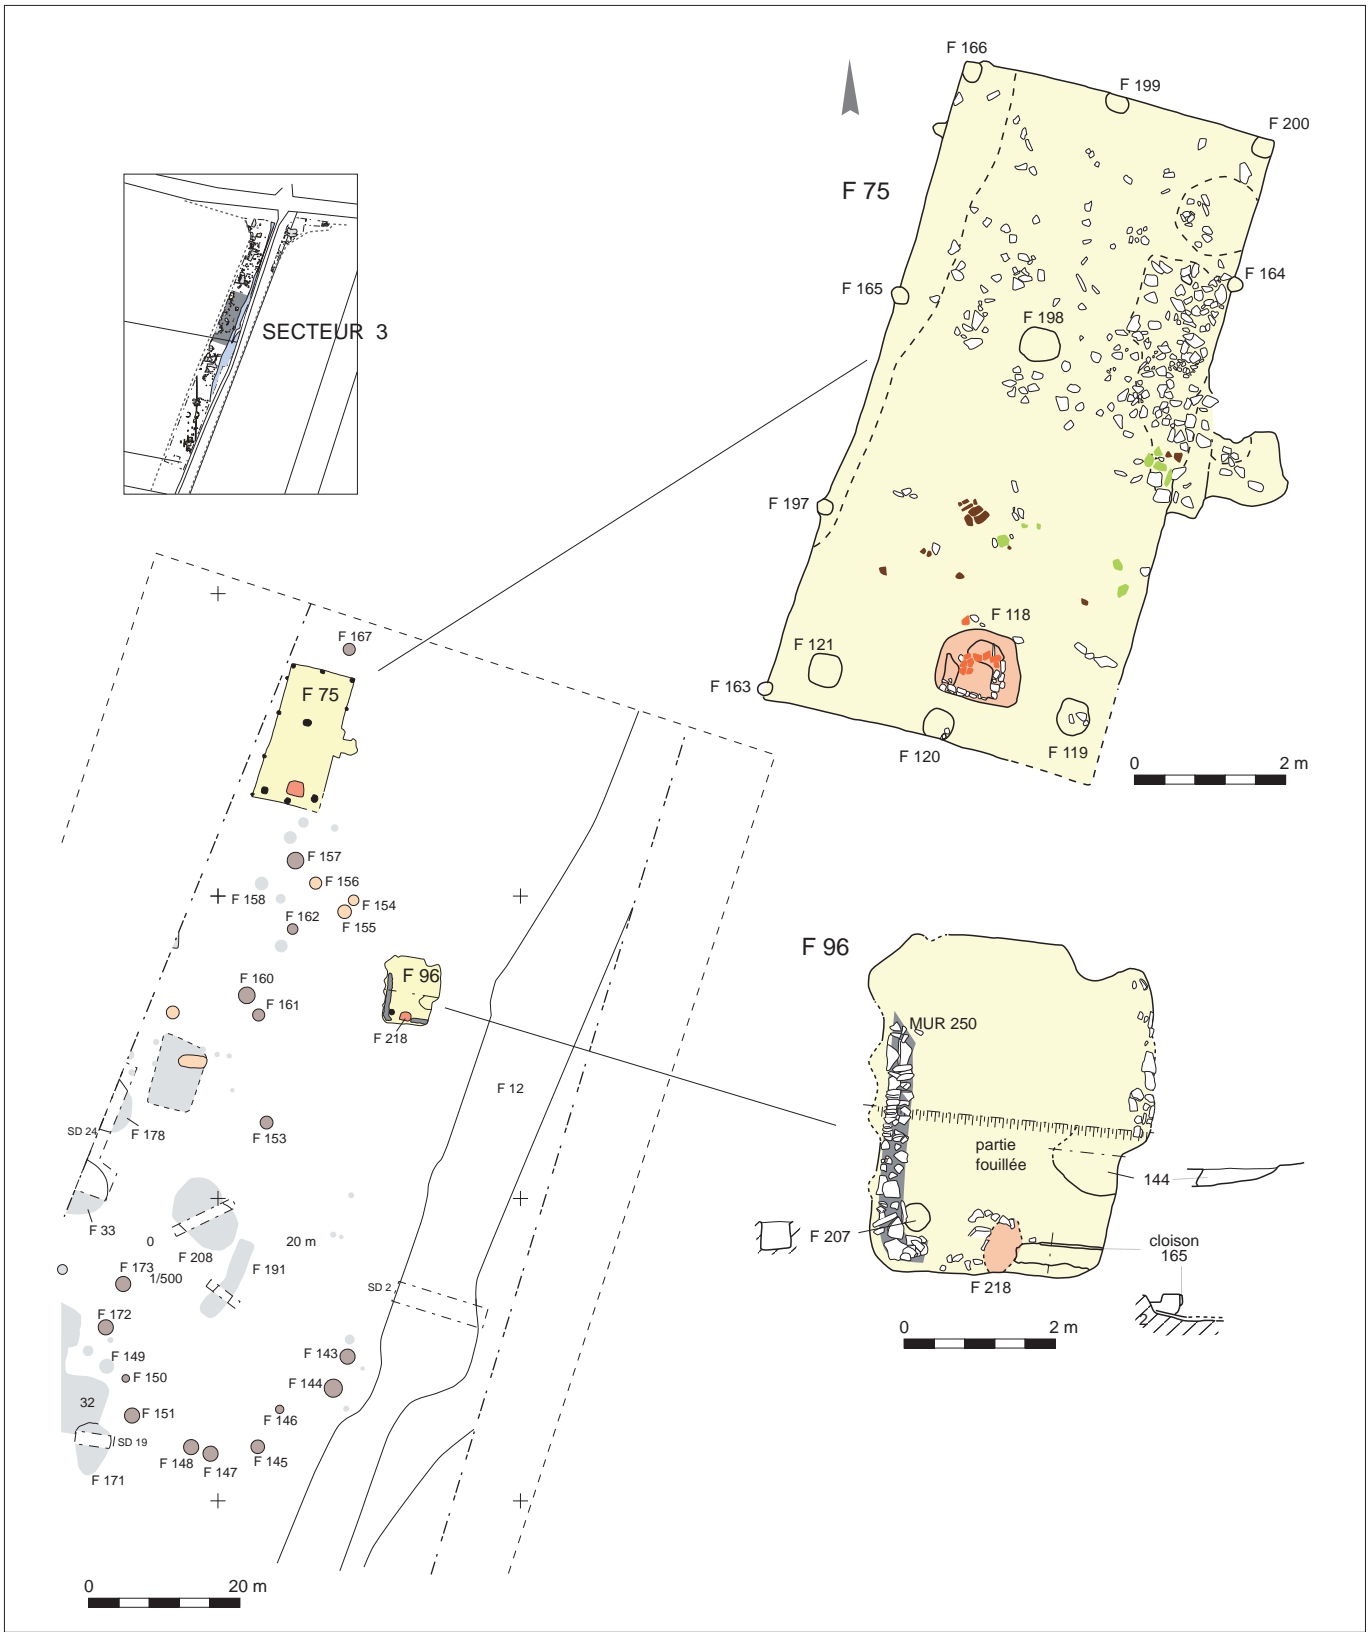 F 166
F 199
F 200
F 75
F 164
F 165
F 198
SECTEUR 3
F 197
F 118
F 121
F 163
F 120
F 119
0 2 m
F 167
F 75
F 157
F 156
F 158
F 154
F 162
F 155
F 160
F 96
F 161
F 218
F 12
SD 24
F 178
F 153
F 33
0 20 m
F 208
F 173
1/500
F 191
SD 2
F 172
F 149
F 143
F 150
F 144
32
F 151
F 146
SD 19
F 148
F 145
F 147
F 171
0 20 m
F 96
MUR 250
partie
fouillée
144
F 207
cloison
165
F 218
2
0 2 m